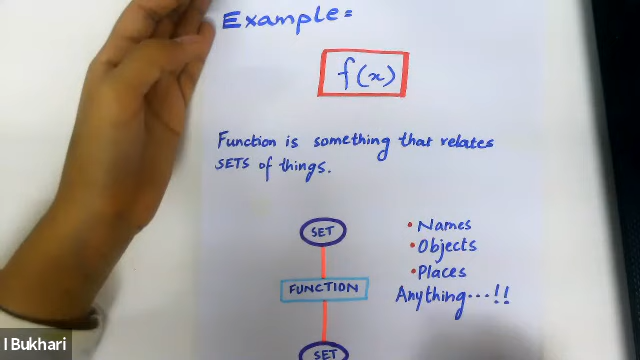 Example:
f(x)
Function is something that relates
SETS of things.
SET
• Names
• Objects
FUNCTION
• Places
Anything...!!
SET
I Bukhari